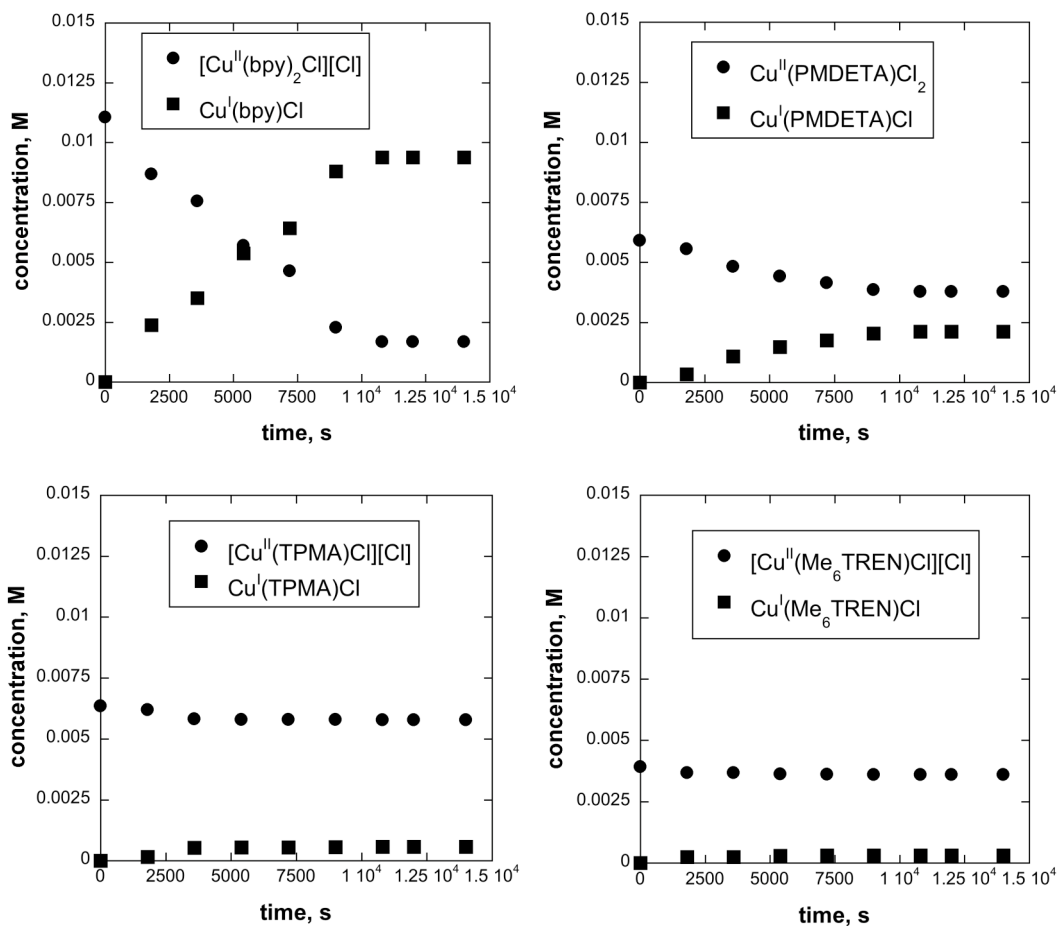 0.015
0.0125
0.01
0.0075
0.005
0.0025
0
concentration, M
[Cu^II(bpy)_2Cl][Cl]
Cu^I(bpy)Cl
0 2500 5000 7500 1 10^4 1.25 10^4 1.5 10^4
time, s
0.015
0.0125
0.01
0.0075
0.005
0.0025
0
concentration, M
Cu^II(PMDETA)Cl_2
Cu^I(PMDETA)Cl
0 2500 5000 7500 1 10^4 1.25 10^4 1.5 10^4
time, s
0.015
0.0125
0.01
0.0075
0.005
0.0025
0
concentration, M
[Cu^II(TPMA)Cl][Cl]
Cu^I(TPMA)Cl
0 2500 5000 7500 1 10^4 1.25 10^4 1.5 10^4
time, s
0.015
0.0125
0.01
0.0075
0.005
0.0025
0
concentration, M
[Cu^II(Me_6TREN)Cl][Cl]
Cu^I(Me_6TREN)Cl
0 2500 5000 7500 1 10^4 1.25 10^4 1.5 10^4
time, s